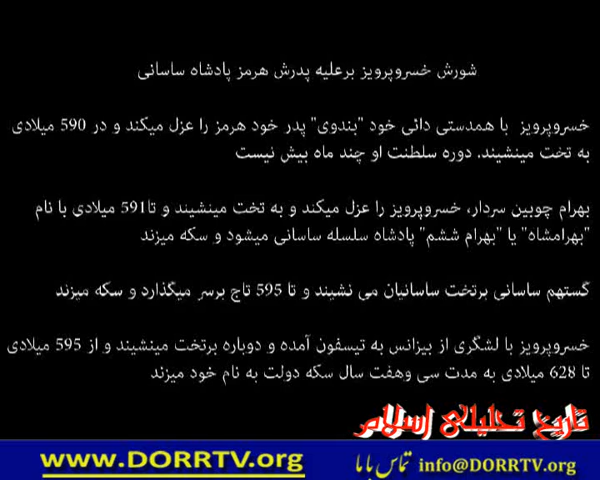 شورش خسروپرویز برعلیه پدرش هرمز پادشاه ساسانی
خسروپرویز با همدستی دائی خود "بندوی" پدر خود هرمز را عزل میکند و در 590 میلادی
به تخت مینشیند. دوره سلطنت او چند ماه بیش نیست
بهرام چوبین سردار، خسروپرویز را عزل میکند و به تخت مینشیند و تا591 میلادی با نام
"بهرامشاه" یا "بهرام ششم" پادشاه سلسله ساسانی میشود و سکه میزند
گستهم ساسانی برتخت ساسانیان می نشیند و تا 595 تاج برسر میگذارد و سکه میزند
خسروپرویز با لشگری از بیزانس به تیسفون آمده و دوباره برتخت مینشیند و از 595 میلادی
تا 628 میلادی به مدت سی وهفت سال سکه دولت به نام خود میزند
تاریخ تحلیلی اسلام
www.DORRTV.org تماس با ما info@DORRTV.org